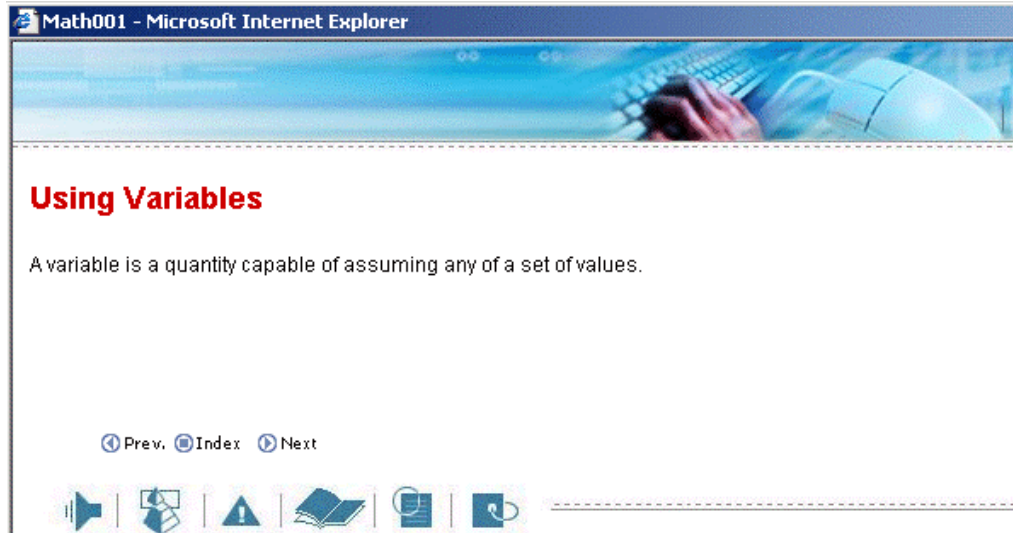 Math001 - Microsoft Internet Explorer
Using Variables
A variable is a quantity capable of assuming any of a set of values.
Prev. Index Next